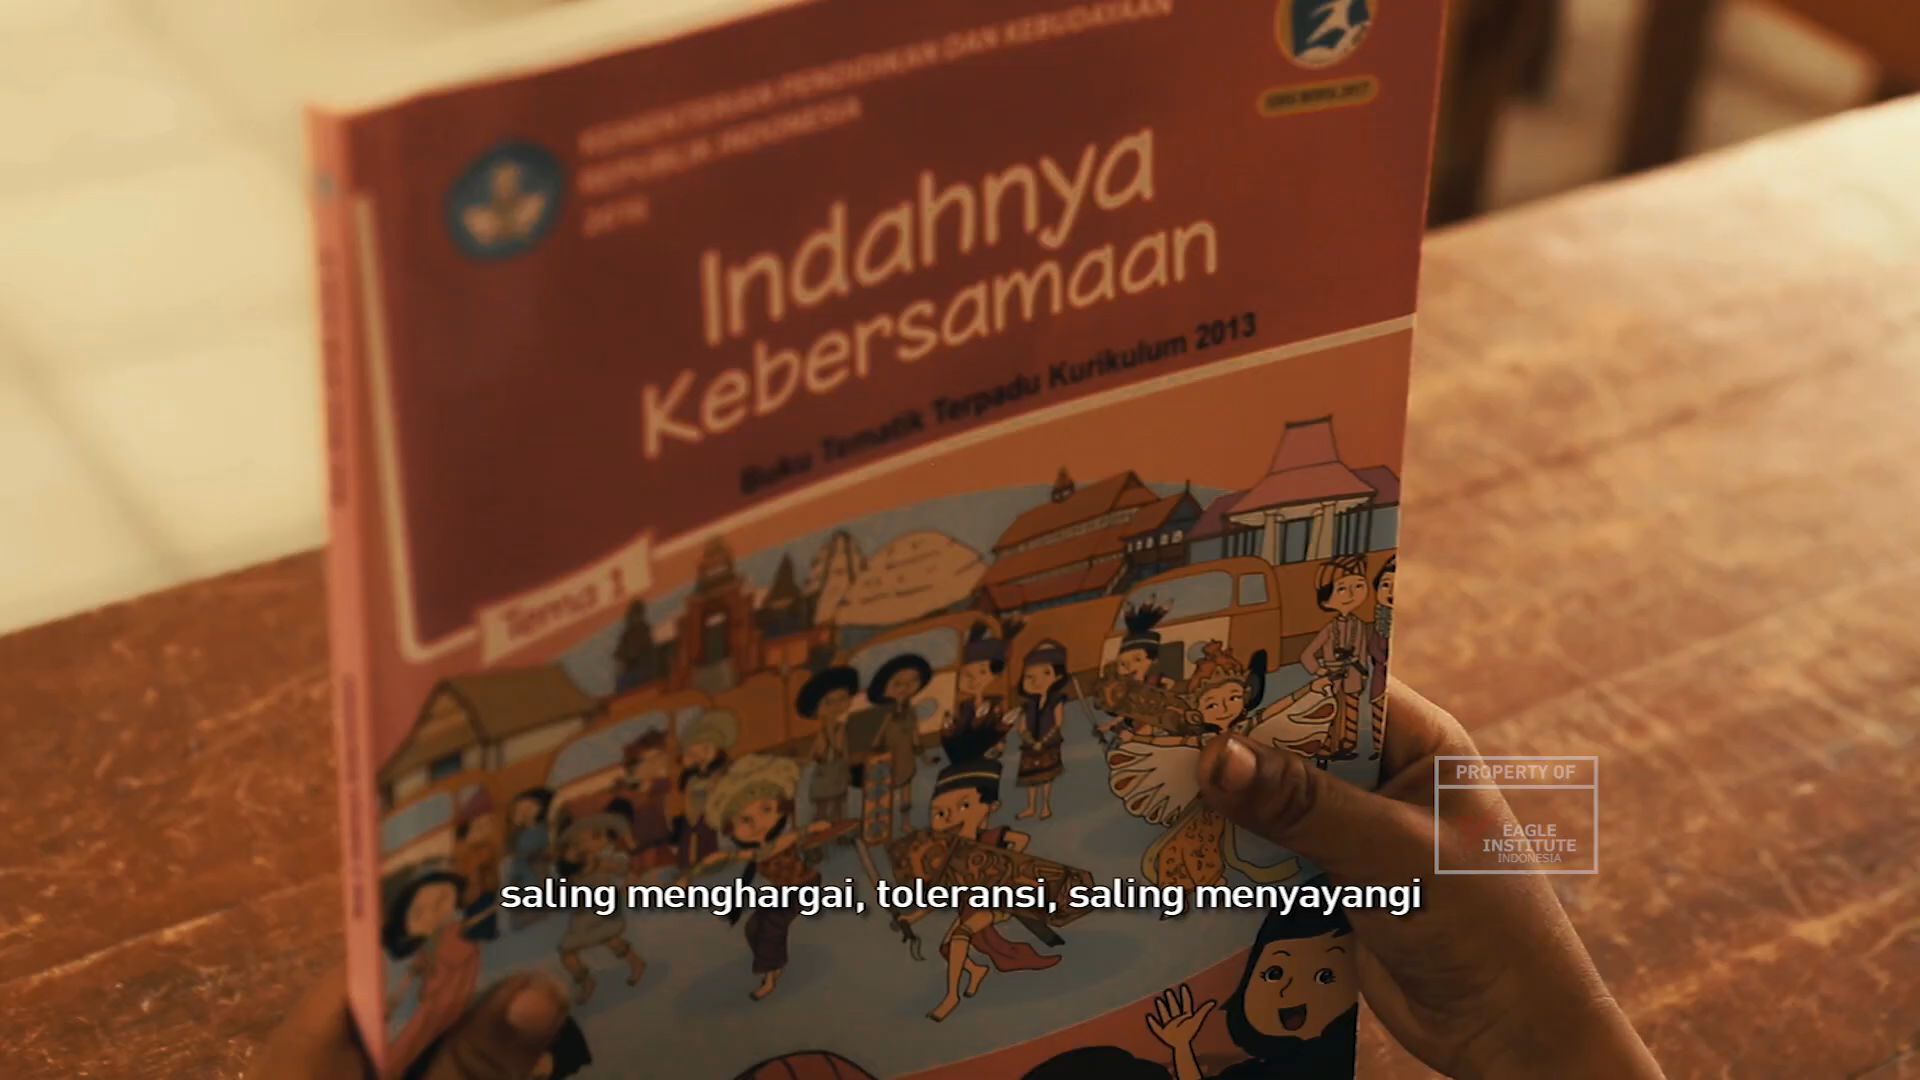 KEMENTERIAN PENDIDIKAN DAN KEBUDAYAAN
REPUBLIK INDONESIA
Indahnya
Kebersamaan
Buku Tematik Terpadu Kurikulum 2013
Tema 1
PROPERTY OF
EAGLE
INSTITUTE
INDONESIA
saling menghargai, toleransi, saling menyayangi